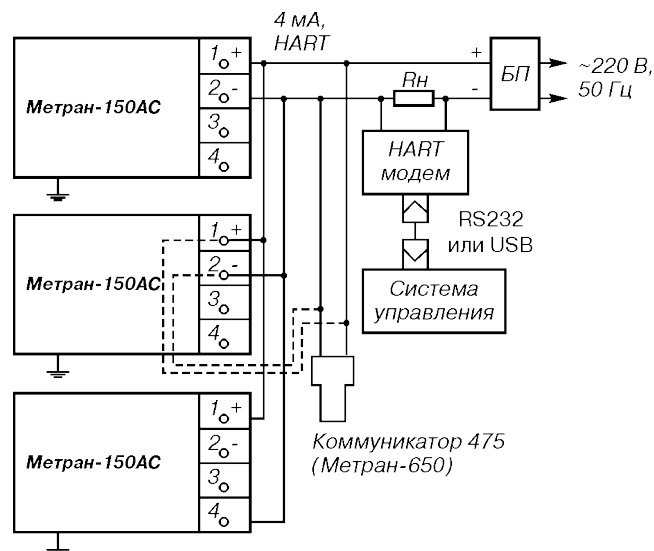 4 мА,
HART
Метран-150АС
1 +
2 -
3
4
+
-
Rн
БП
~220 В,
50 Гц
HART
модем
RS232
или USB
Система
управления
Метран-150АС
1 +
2 -
3
4
Коммуникатор 475
(Метран-650)
Метран-150АС
1 +
2 -
3
4